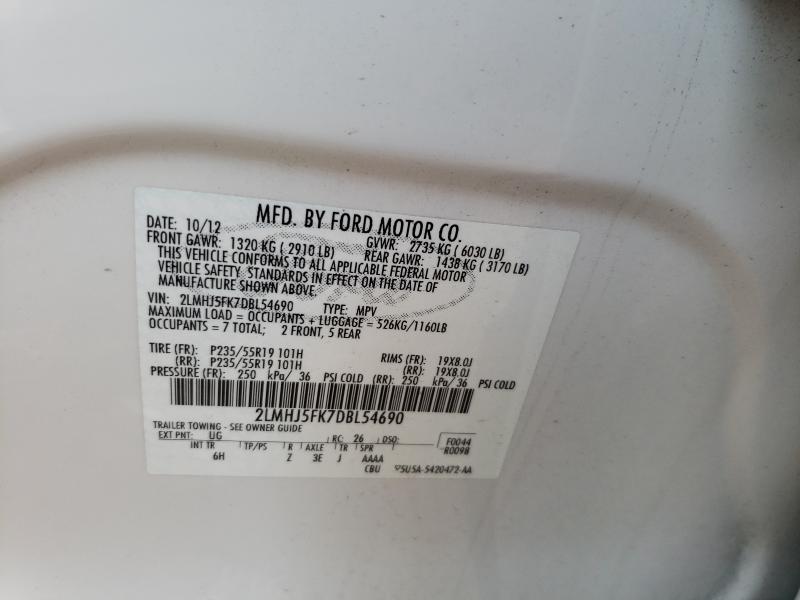 MFD. BY FORD MOTOR CO.
DATE: 10/12 GVWR: 2735 KG ( 6030 LB)
FRONT GAWR: 1320 KG ( 2910 LB) REAR GAWR: 1438 KG ( 3170 LB)
THIS VEHICLE CONFORMS TO ALL APPLICABLE FEDERAL MOTOR
VEHICLE SAFETY STANDARDS IN EFFECT ON THE DATE OF
MANUFACTURE SHOWN ABOVE.
VIN: 2LMHJ5FK7DBL54690 TYPE: MPV
MAXIMUM LOAD = OCCUPANTS + LUGGAGE = 526KG/1160LB
OCCUPANTS = 7 TOTAL; 2 FRONT, 5 REAR
TIRE (FR): P235/55R19 101H RIMS (FR): 19X8.0J
(RR): P235/55R19 101H (RR): 19X8.0J
PRESSURE (FR): 250 kPa/ 36 PSI COLD (RR): 250 kPa/ 36 PSI COLD
2LMHJ5FK7DBL54690
TRAILER TOWING - SEE OWNER GUIDE
EXT PNT: UG RC: 26 DSO: F0044
INT TR TP/PS R AXLE TR SPR R0098
6H Z 3E J AAAA
CBU 5U5A-5420472-AA